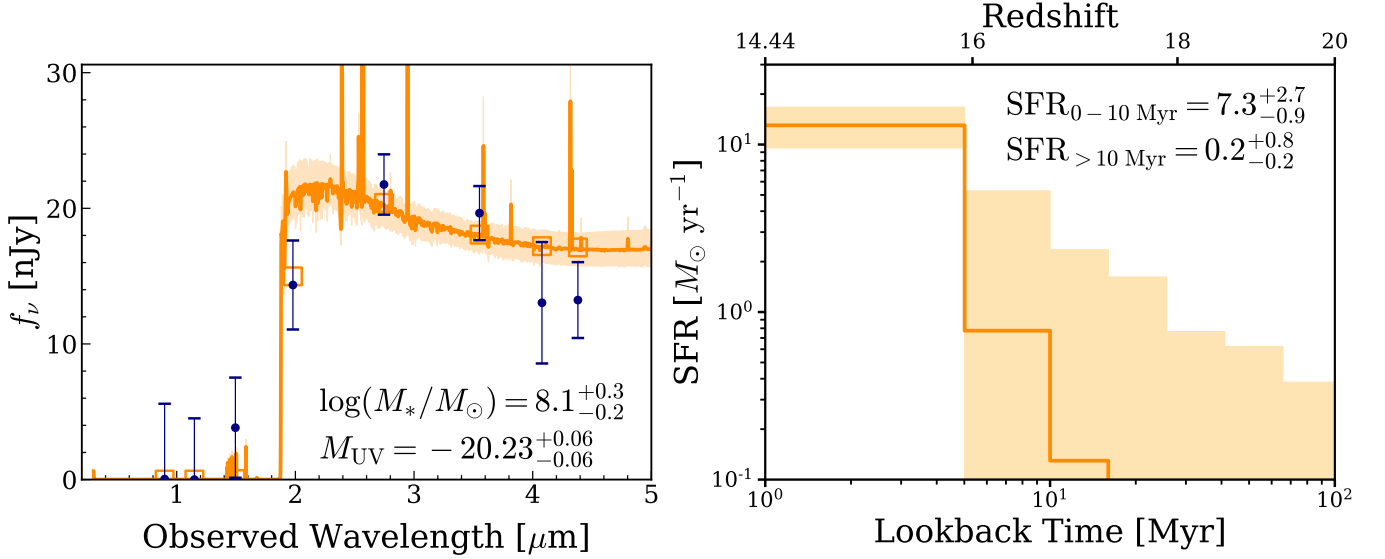 Redshift
14.44 16 18 20
30
20
10
0
f_ν [nJy]
log(M_*/M_⊙) = 8.1^{+0.3}_{−0.2}
M_UV = −20.23^{+0.06}_{−0.06}
1 2 3 4 5
Observed Wavelength [μm]
SFR_{0−10 Myr} = 7.3^{+2.7}_{−0.9}
SFR_{>10 Myr} = 0.2^{+0.8}_{−0.2}
10^1
10^0
10^{-1}
SFR [M_⊙ yr^{−1}]
10^0 10^1 10^2
Lookback Time [Myr]